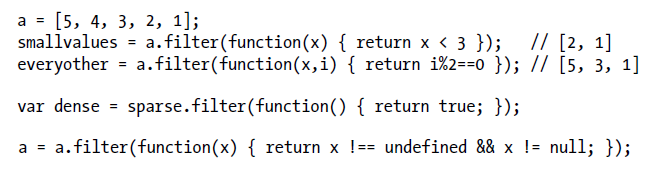 a = [5, 4, 3, 2, 1];
smallvalues = a.filter(function(x) { return x < 3 });   // [2, 1]
everyother = a.filter(function(x,i) { return i%2==0 }); // [5, 3, 1]
var dense = sparse.filter(function() { return true; });
a = a.filter(function(x) { return x !== undefined && x != null; });